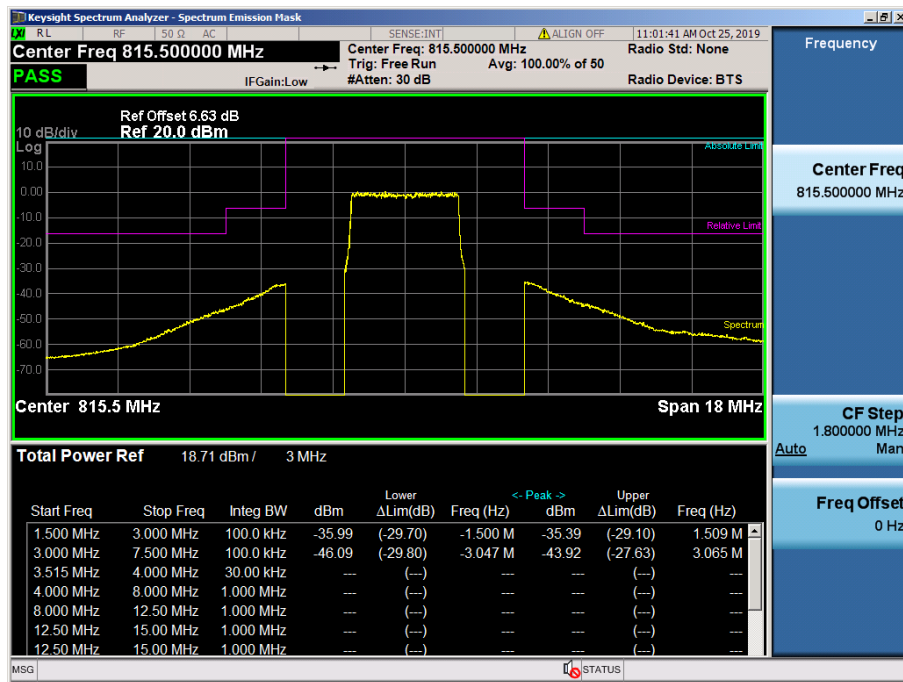 Keysight Spectrum Analyzer - Spectrum Emission Mask
LXI RL RF 50 Ω AC SENSE:INT ALIGN OFF 11:01:41 AM Oct 25, 2019
Center Freq 815.500000 MHz
Center Freq: 815.500000 MHz
Radio Std: None
Trig: Free Run Avg: 100.00% of 50
PASS
IFGain:Low
#Atten: 30 dB
Radio Device: BTS
Ref Offset 6.63 dB
10 dB/div Ref 20.0 dBm
Log
Absolute Limit
10.0
0.00
-10.0
Relative Limit
-20.0
-30.0
-40.0
-50.0
Spectrum
-60.0
-70.0
Center 815.5 MHz Span 18 MHz
Total Power Ref 18.71 dBm / 3 MHz
Lower <- Peak -> Upper
Start Freq Stop Freq Integ BW dBm ΔLim(dB) Freq (Hz) dBm ΔLim(dB) Freq (Hz)
1.500 MHz 3.000 MHz 100.0 kHz -35.99 (-29.70) -1.500 M -35.39 (-29.10) 1.509 M
3.000 MHz 7.500 MHz 100.0 kHz -46.09 (-29.80) -3.047 M -43.92 (-27.63) 3.065 M
3.515 MHz 4.000 MHz 30.00 kHz --- (---) --- --- (---) ---
4.000 MHz 8.000 MHz 1.000 MHz --- (---) --- --- (---) ---
8.000 MHz 12.50 MHz 1.000 MHz --- (---) --- --- (---) ---
12.50 MHz 15.00 MHz 1.000 MHz --- (---) --- --- (---) ---
12.50 MHz 15.00 MHz 1.000 MHz --- (---) --- --- (---) ---
MSG STATUS
Frequency
Center Freq
815.500000 MHz
CF Step
1.800000 MHz
Auto Man
Freq Offset
0 Hz